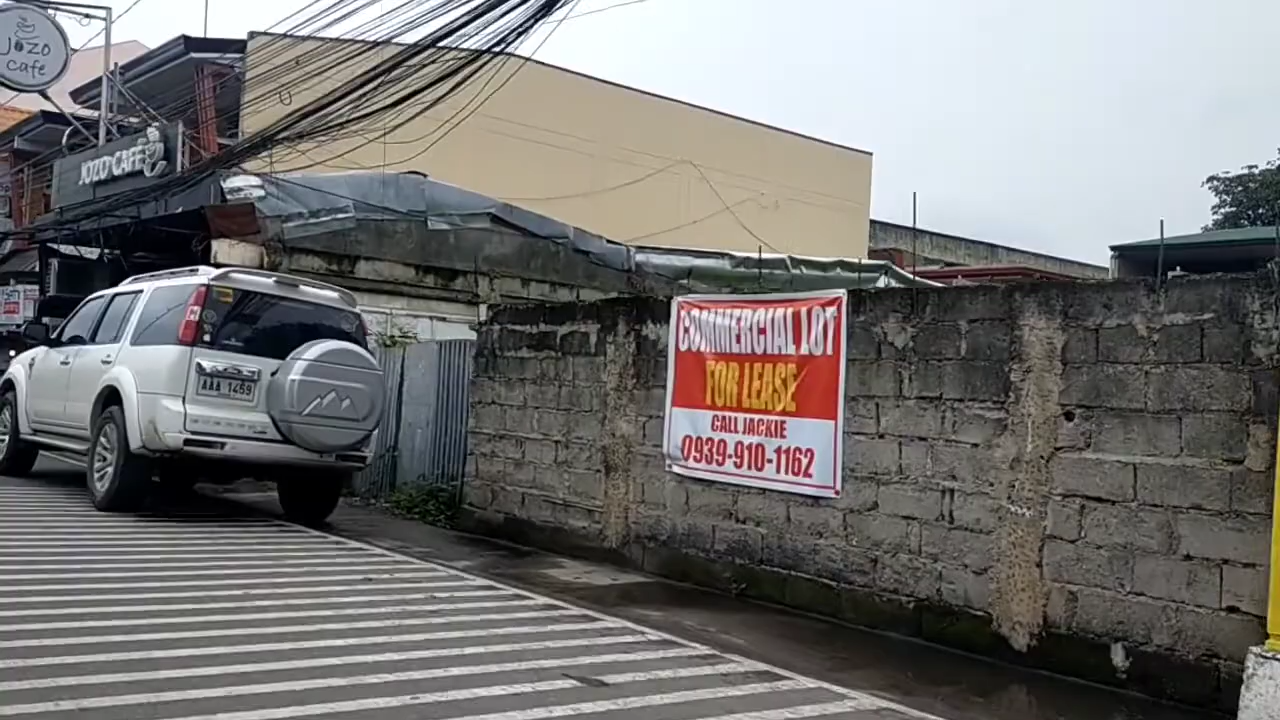 Jozo
cafe
JOZO CAFE
AAA 1459
COMMERCIAL LOT
FOR LEASE
CALL JACKIE
0939-910-1162